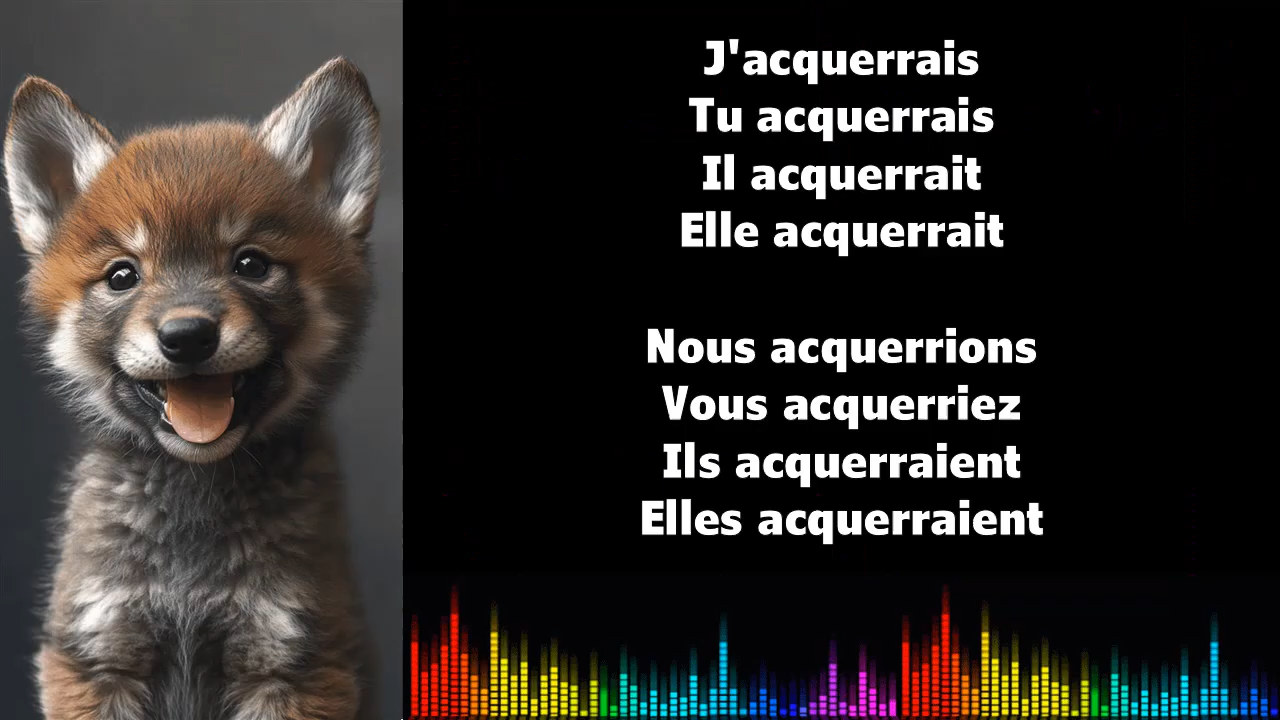 J'acquerrais
Tu acquerrais
Il acquerrait
Elle acquerrait
Nous acquerrions
Vous acquerriez
Ils acquerraient
Elles acquerraient